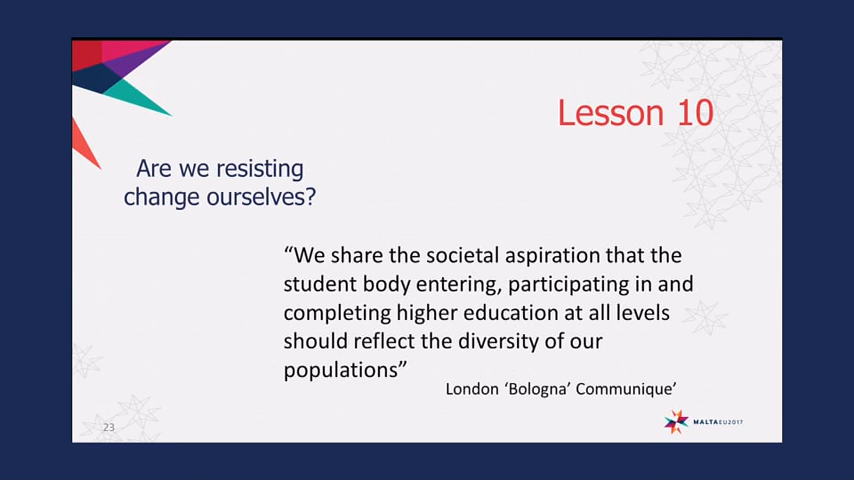 Lesson 10
Are we resisting
change ourselves?
“We share the societal aspiration that the
student body entering, participating in and
completing higher education at all levels
should reflect the diversity of our
populations”
London ‘Bologna’ Communique’
23
MALTAEU2017